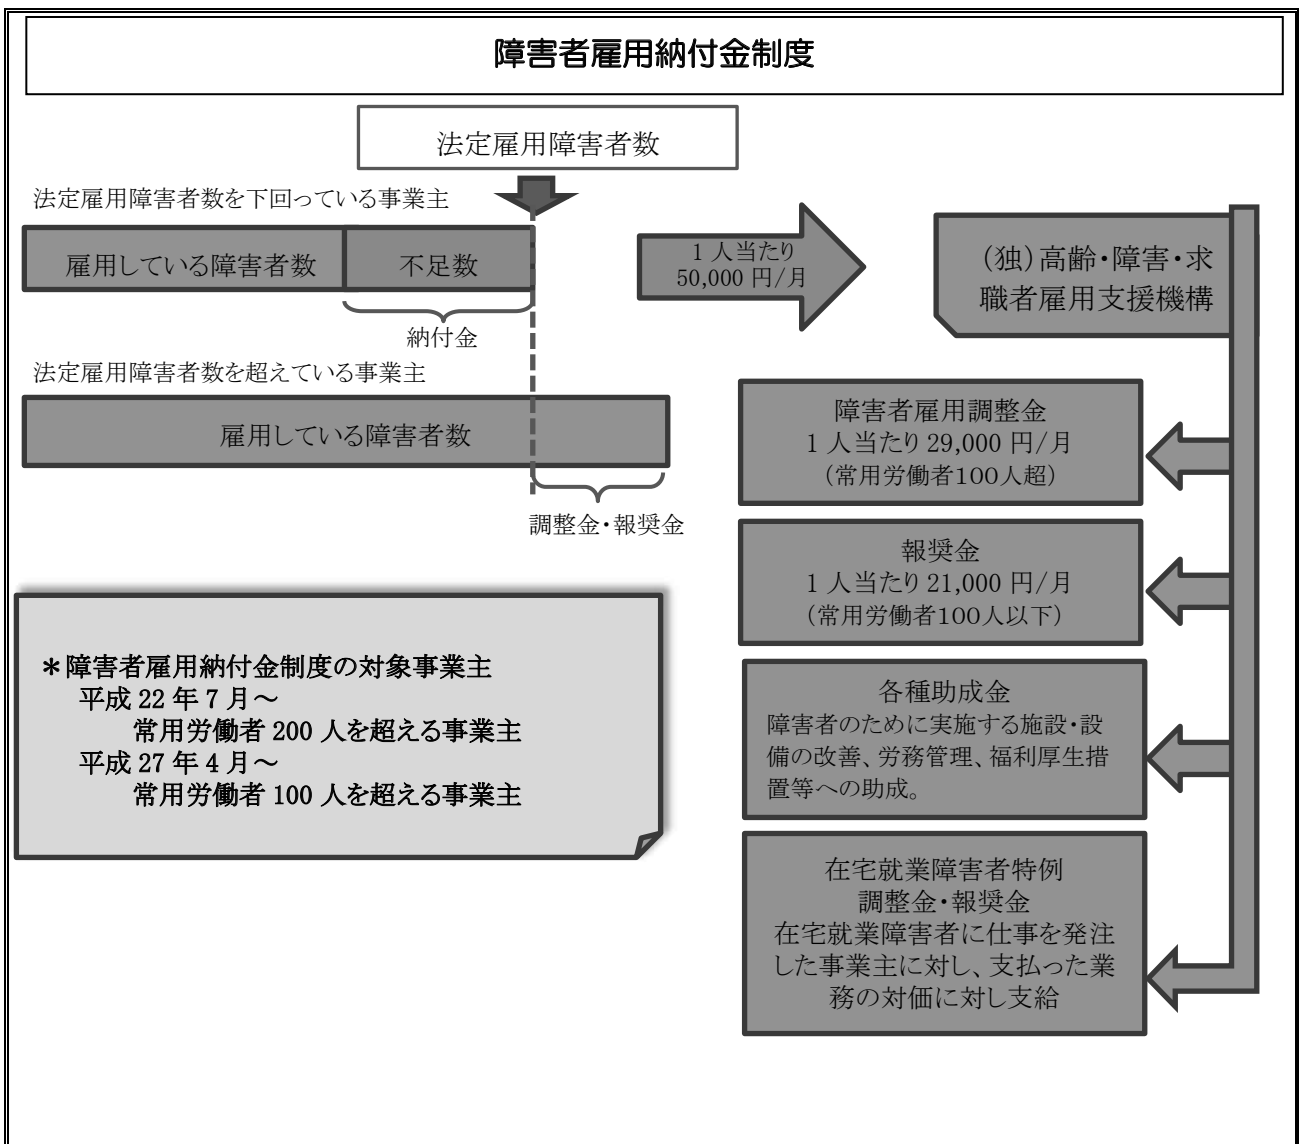 障害者雇用納付金制度
法定雇用障害者数
法定雇用障害者数を下回っている事業主
雇用している障害者数
不足数
納付金
1人当たり
50,000円/月
(独)高齢・障害・求
職者雇用支援機構
法定雇用障害者数を超えている事業主
雇用している障害者数
調整金・報奨金
障害者雇用調整金
1人当たり29,000円/月
(常用労働者100人超)
報奨金
1人当たり21,000円/月
(常用労働者100人以下)
各種助成金
障害者のために実施する施設・設
備の改善、労務管理、福利厚生措
置等への助成。
在宅就業障害者特例
調整金・報奨金
在宅就業障害者に仕事を発注
した事業主に対し、支払った業
務の対価に対し支給
＊障害者雇用納付金制度の対象事業主
平成22年7月～
常用労働者200人を超える事業主
平成27年4月～
常用労働者100人を超える事業主